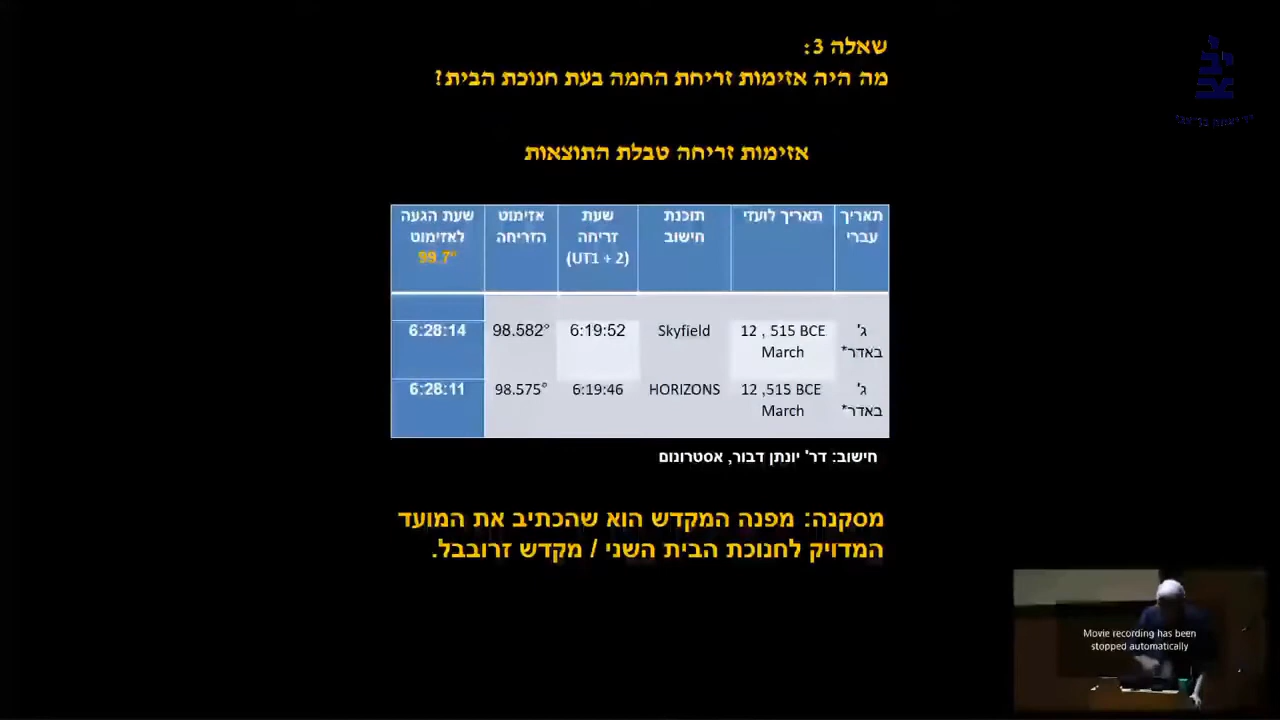 שאלה 3:
מה היה אזימות זריחת החמה בעת חנוכת הבית?
אזימות זריחה טבלת התוצאות
תאריך עברי
תאריך לועזי
תוכנת חישוב
שעת זריחה (UT1 + 2)
אזימוט הזריחה
שעת הגעה לאזימוט 99.7°
ג' באדר*
12 , 515 BCE March
Skyfield
6:19:52
98.582°
6:28:14
ג' באדר*
12 ,515 BCE March
HORIZONS
6:19:46
98.575°
6:28:11
חישוב: דר' יונתן דבור, אסטרונום
מסקנה: מפנה המקדש הוא שהכתיב את המועד
המדויק לחנוכת הבית השני / מקדש זרובבל.
Movie recording has been
stopped automatically